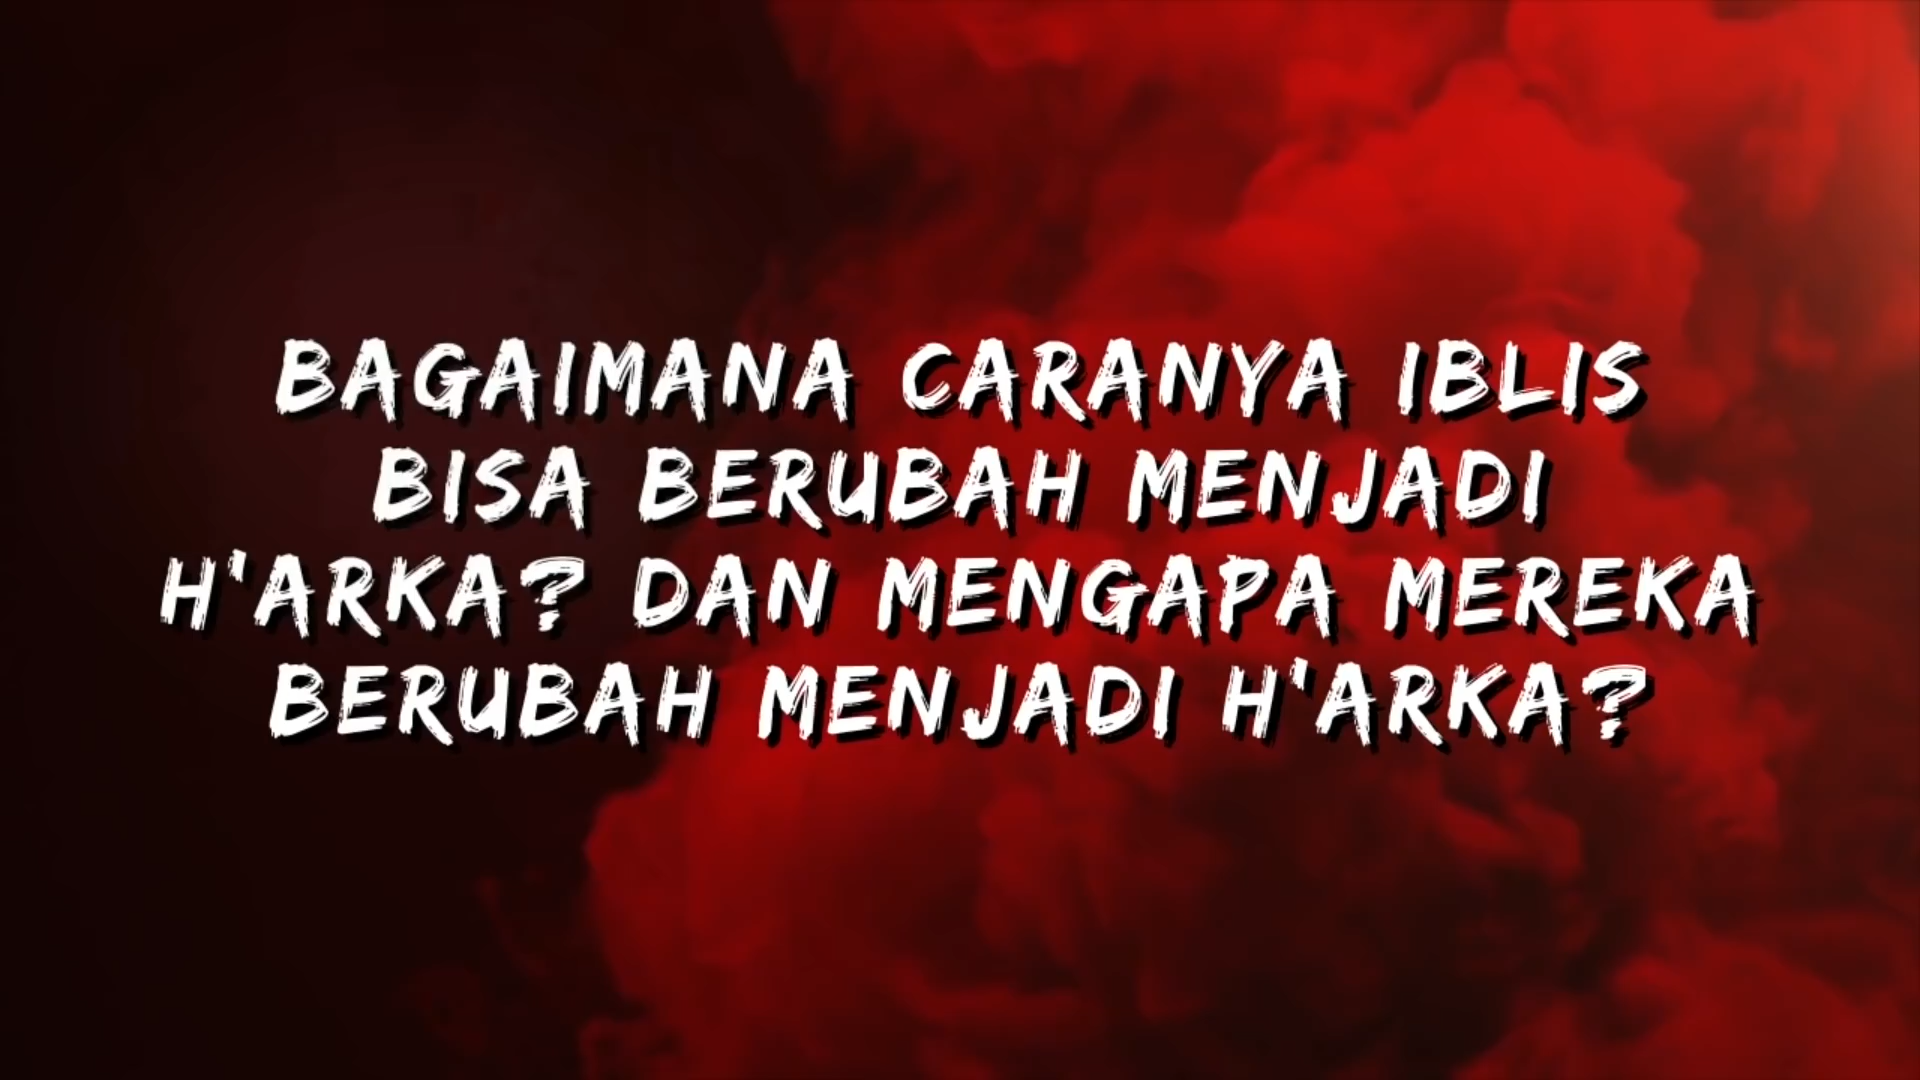 BAGAIMANA CARANYA IBLIS
BISA BERUBAH MENJADI
H'ARKA? DAN MENGAPA MEREKA
BERUBAH MENJADI H'ARKA?